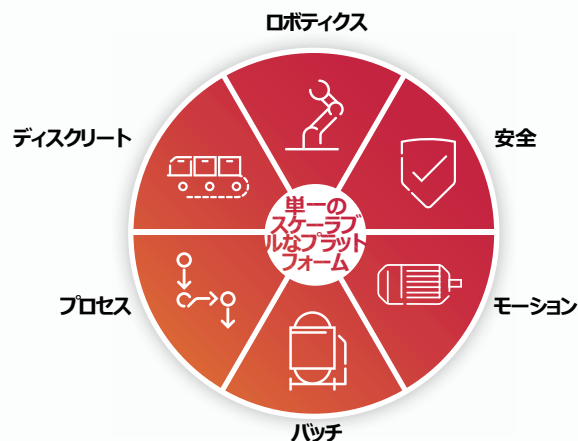 ロボティクス
ディスクリート
安全
単一の
スケーラブ
ルなプラット
フォーム
プロセス
モーション
バッチ